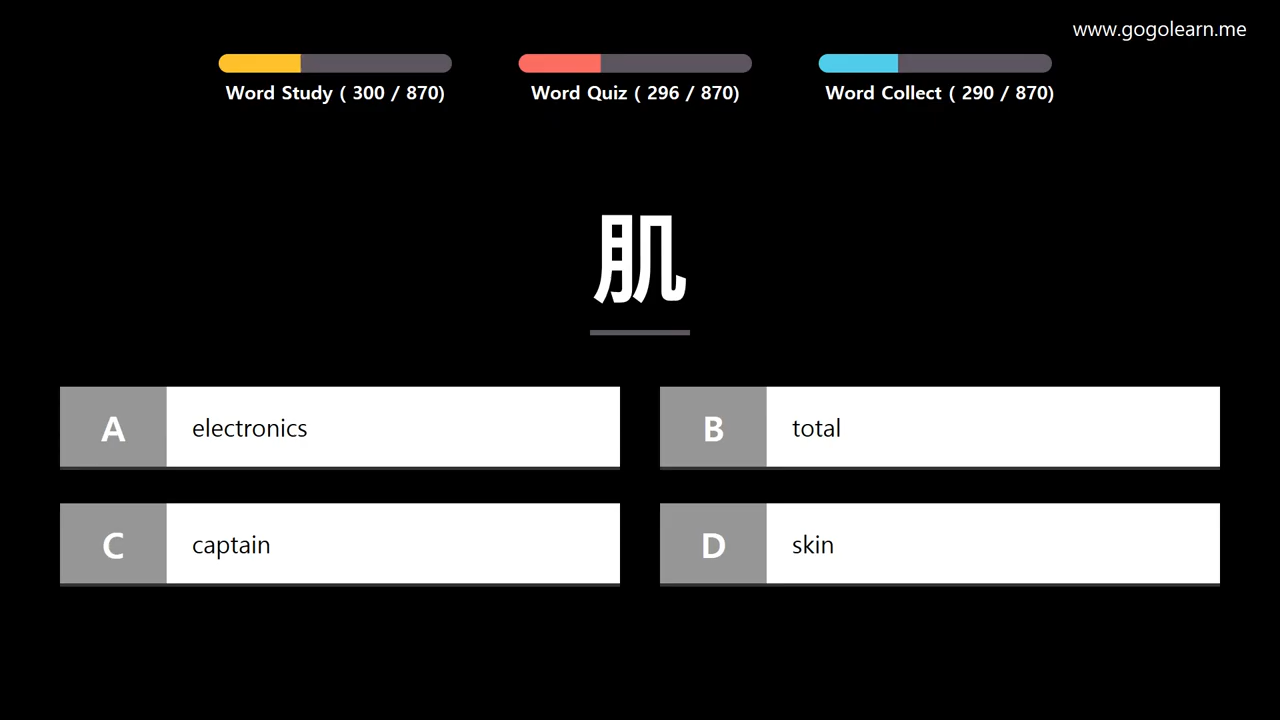 www.gogolearn.me
Word Study ( 300 / 870)
Word Quiz ( 296 / 870)
Word Collect ( 290 / 870)
肌
A electronics
B total
C captain
D skin